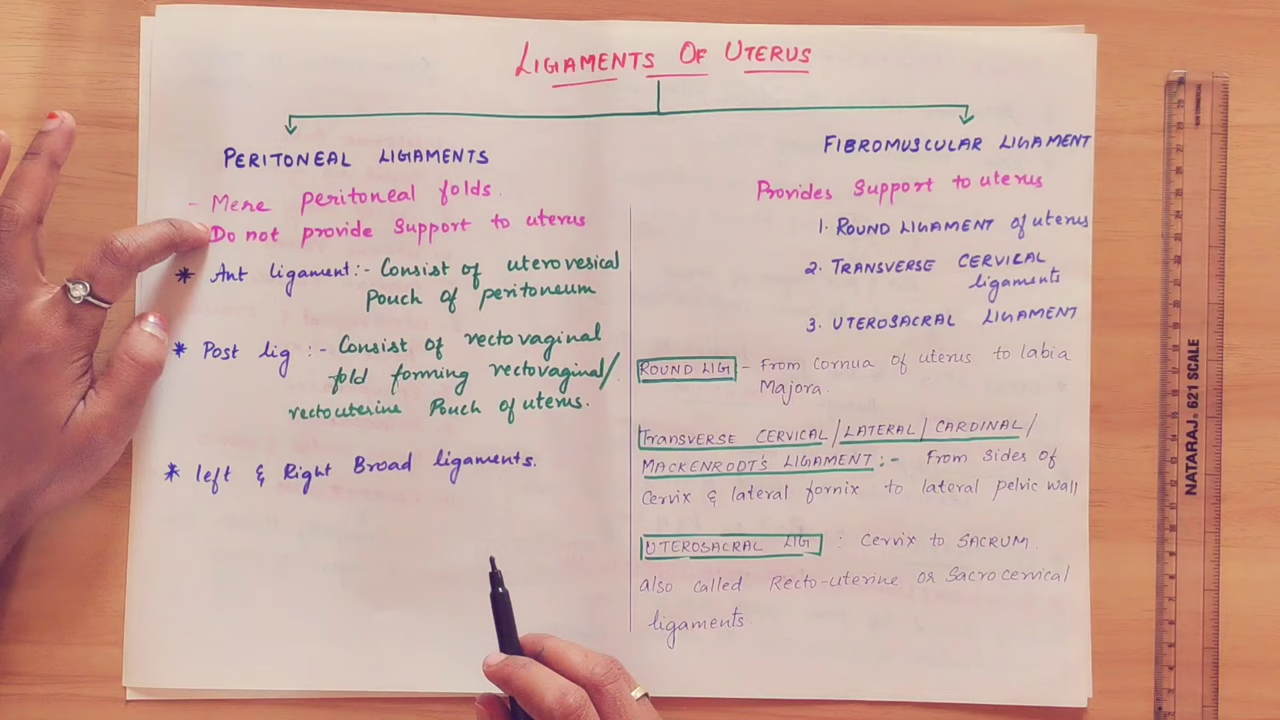 LIGAMENTS OF UTERUS
PERITONEAL LIGAMENTS
- Mere peritoneal folds.
Do not provide Support to uterus
* Ant ligament:- Consist of uterovesical
Pouch of peritoneum
* Post lig :- Consist of rectovaginal
fold forming rectovaginal/
rectouterine Pouch of uterus.
* left & Right Broad ligaments.
FIBROMUSCULAR LIGAMENT
Provides Support to uterus
1. ROUND LIGAMENT of uterus
2. TRANSVERSE CERVICAL
ligaments
3. UTEROSACRAL LIGAMENT
ROUND LIG - From Cornua of uterus to labia
Majora.
TRANSVERSE CERVICAL / LATERAL / CARDINAL /
MACKENRODT'S LIGAMENT :- From Sides of
Cervix & lateral fornix to lateral pelvic wall
UTEROSACRAL LIG : Cervix to SACRUM.
also called Recto-uterine or Sacrocervical
ligaments.
NATARAJ® 621 SCALE